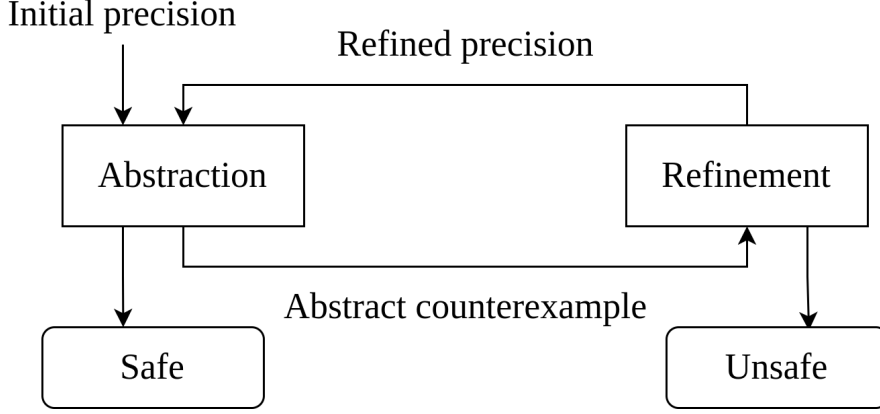 Initial precision
Refined precision
Abstraction
Refinement
Abstract counterexample
Safe
Unsafe